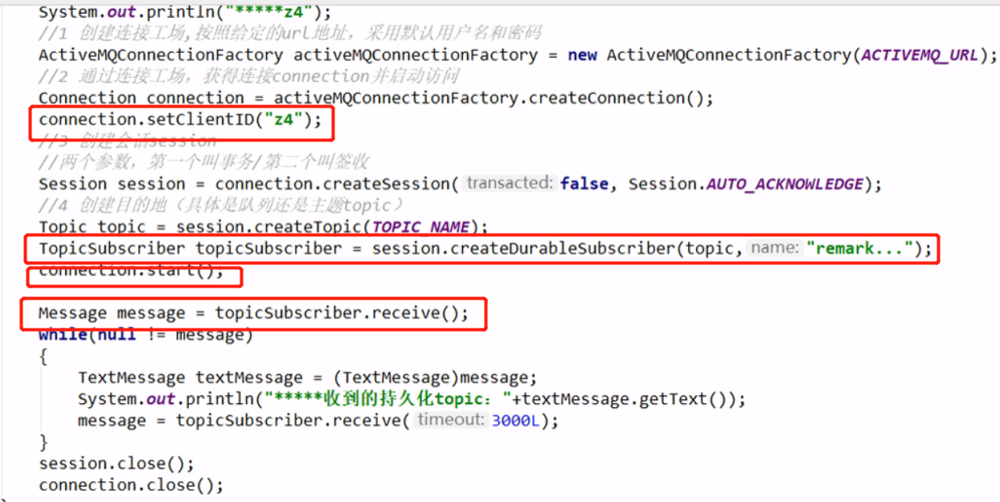 System.out.println("*****z4");
//1 创建连接工场,按照给定的url地址，采用默认用户名和密码
ActiveMQConnectionFactory activeMQConnectionFactory = new ActiveMQConnectionFactory(ACTIVEMQ_URL);
//2 通过连接工场，获得连接connection并启动访问
Connection connection = activeMQConnectionFactory.createConnection();
connection.setClientID("z4");
//3 创建会话session
//两个参数，第一个叫事务/第二个叫签收
Session session = connection.createSession( transacted: false, Session.AUTO_ACKNOWLEDGE);
//4 创建目的地（具体是队列还是主题topic）
Topic topic = session.createTopic(TOPIC_NAME);
TopicSubscriber topicSubscriber = session.createDurableSubscriber(topic, name: "remark...");
connection.start();
Message message = topicSubscriber.receive();
while(null != message)
{
TextMessage textMessage = (TextMessage)message;
System.out.println("*****收到的持久化topic："+textMessage.getText());
message = topicSubscriber.receive( timeout: 3000L);
}
session.close();
connection.close();